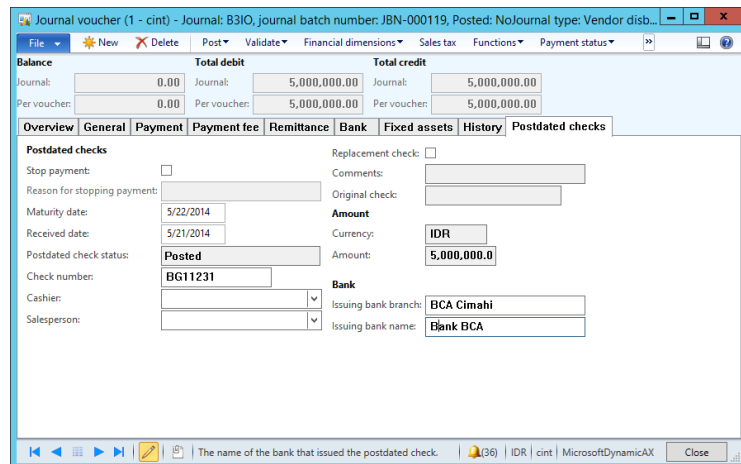 Journal voucher (1 - cint) - Journal: B3IO, journal batch number: JBN-000119, Posted: NoJournal type: Vendor disb...
File New Delete Post Validate Financial dimensions Sales tax Functions Payment status »
Balance Total debit Total credit
Journal: 0.00 Journal: 5,000,000.00 Journal: 5,000,000.00
Per voucher: 0.00 Per voucher: 5,000,000.00 Per voucher: 5,000,000.00
Overview General Payment Payment fee Remittance Bank Fixed assets History Postdated checks
Postdated checks
Stop payment:
Reason for stopping payment:
Maturity date: 5/22/2014
Received date: 5/21/2014
Postdated check status: Posted
Check number: BG11231
Cashier:
Salesperson:
Replacement check:
Comments:
Original check:
Amount
Currency: IDR
Amount: 5,000,000.0
Bank
Issuing bank branch: BCA Cimahi
Issuing bank name: Bank BCA
The name of the bank that issued the postdated check. (36) IDR cint MicrosoftDynamicAX Close